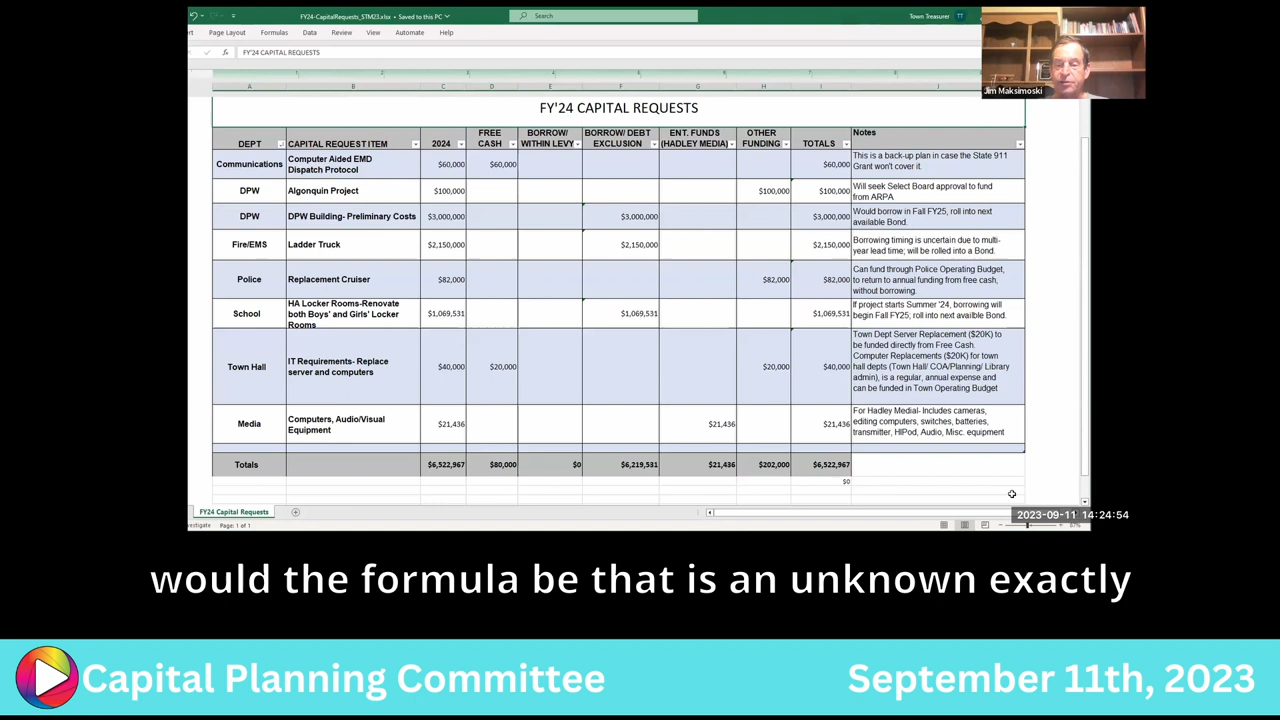 FY24-CapitalRequests_STM23.xlsx • Saved to this PC
Search
Town Treasurer TT
Page Layout Formulas Data Review View Automate Help
fx FY'24 CAPITAL REQUESTS
Jim Maksimoski
A B C D E F G H I J
FY'24 CAPITAL REQUESTS
DEPT CAPITAL REQUEST ITEM 2024 FREE CASH BORROW/ WITHIN LEVY BORROW/ DEBT EXCLUSION ENT. FUNDS (HADLEY MEDIA) OTHER FUNDING TOTALS Notes
Communications Computer Aided EMD Dispatch Protocol $60,000 $60,000 $60,000 This is a back-up plan in case the State 911 Grant won't cover it.
DPW Algonquin Project $100,000 $100,000 $100,000 Will seek Select Board approval to fund from ARPA
DPW DPW Building- Preliminary Costs $3,000,000 $3,000,000 $3,000,000 Would borrow in Fall FY25, roll into next available Bond.
Fire/EMS Ladder Truck $2,150,000 $2,150,000 $2,150,000 Borrowing timing is uncertain due to multi-year lead time; will be rolled into a Bond.
Police Replacement Cruiser $82,000 $82,000 $82,000 Can fund through Police Operating Budget, to return to annual funding from free cash, without borrowing.
School HA Locker Rooms-Renovate both Boys' and Girls' Locker Rooms $1,069,531 $1,069,531 $1,069,531 If project starts Summer '24, borrowing will begin Fall FY25; roll into next availble Bond.
Town Hall IT Requirements- Replace server and computers $40,000 $20,000 $20,000 $40,000 Town Dept Server Replacement ($20K) to be funded directly from Free Cash. Computer Replacements ($20K) for town hall depts (Town Hall/ COA/Planning/ Library admin), is a regular, annual expense and can be funded in Town Operating Budget
Media Computers, Audio/Visual Equipment $21,436 $21,436 $21,436 For Hadley Medial- Includes cameras, editing computers, switches, batteries, transmitter, HIPod, Audio, Misc. equipment
Totals $6,522,967 $80,000 $0 $6,219,531 $21,436 $202,000 $6,522,967
$0
FY24 Capital Requests
2023-09-11 14:24:54
Page: 1 of 1
87%
would the formula be that is an unknown exactly
Capital Planning Committee
September 11th, 2023